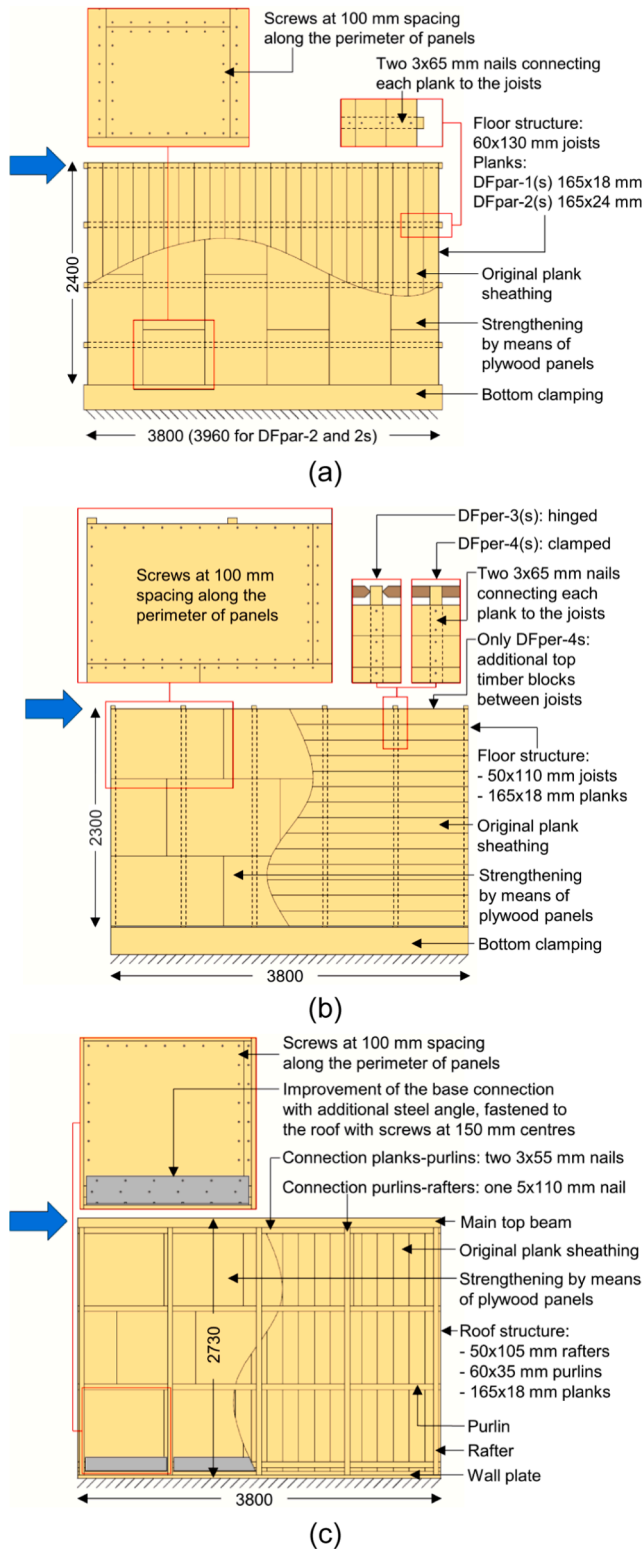 Screws at 100 mm spacing
along the perimeter of panels
Two 3x65 mm nails connecting
each plank to the joists
Floor structure:
60x130 mm joists
Planks:
DFpar-1(s) 165x18 mm
DFpar-2(s) 165x24 mm
2400
Original plank
sheathing
Strengthening
by means of
plywood panels
Bottom clamping
3800 (3960 for DFpar-2 and 2s)
(a)
DFper-3(s): hinged
DFper-4(s): clamped
Screws at 100 mm
spacing along the
perimeter of panels
Two 3x65 mm nails
connecting each
plank to the joists
Only DFper-4s:
additional top
timber blocks
between joists
Floor structure:
- 50x110 mm joists
- 165x18 mm planks
2300
Original plank
sheathing
Strengthening
by means of
plywood panels
Bottom clamping
3800
(b)
Screws at 100 mm spacing
along the perimeter of panels
Improvement of the base connection
with additional steel angle, fastened to
the roof with screws at 150 mm centres
Connection planks-purlins: two 3x55 mm nails
Connection purlins-rafters: one 5x110 mm nail
Main top beam
Original plank sheathing
Strengthening by means
of plywood panels
2730
Roof structure:
- 50x105 mm rafters
- 60x35 mm purlins
- 165x18 mm planks
Purlin
Rafter
Wall plate
3800
(c)